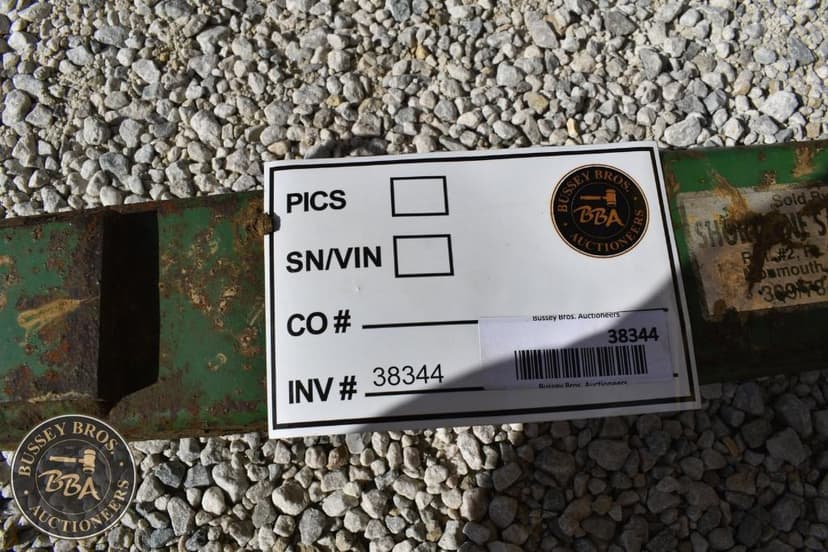 PICS
BUSSEY BROS.
BBA
AUCTIONEERS
SN/VIN
CO #
Bussey Bros. Auctioneers
38344
INV # 38344
Bussey Bros. Auctioneers
Sold
#2,
BUSSEY BROS.
BBA
AUCTIONEERS